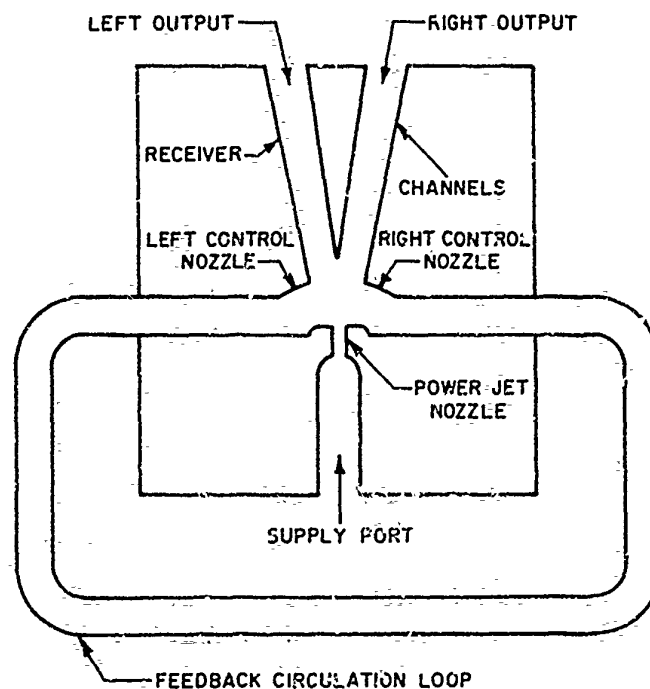 LEFT OUTPUT
RIGHT OUTPUT
RECEIVER
CHANNELS
LEFT CONTROL
NOZZLE
RIGHT CONTROL
NOZZLE
POWER JET
NOZZLE
SUPPLY PORT
FEEDBACK CIRCULATION LOOP